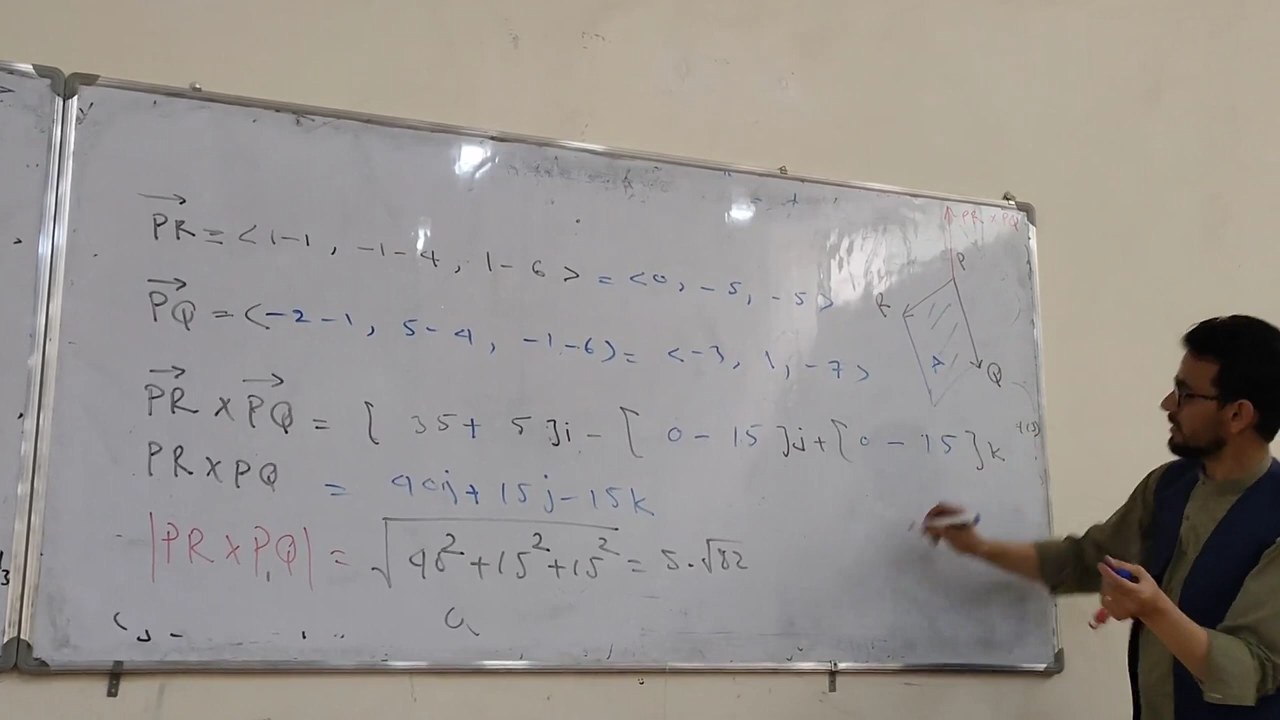 PR = <1-1, -1-4, 1-6> = <0, -5, -5>
PQ = <-2-1, 5-4, -1-6> = <-3, 1, -7>
PR × PQ = [35+5]i - [0-15]j + [0-15]k
PR × PQ = 40i + 15j - 15k
|PR × PQ| = √40² + 15² + 15² = 5·√82
PR × PQ
P
R
A
Q